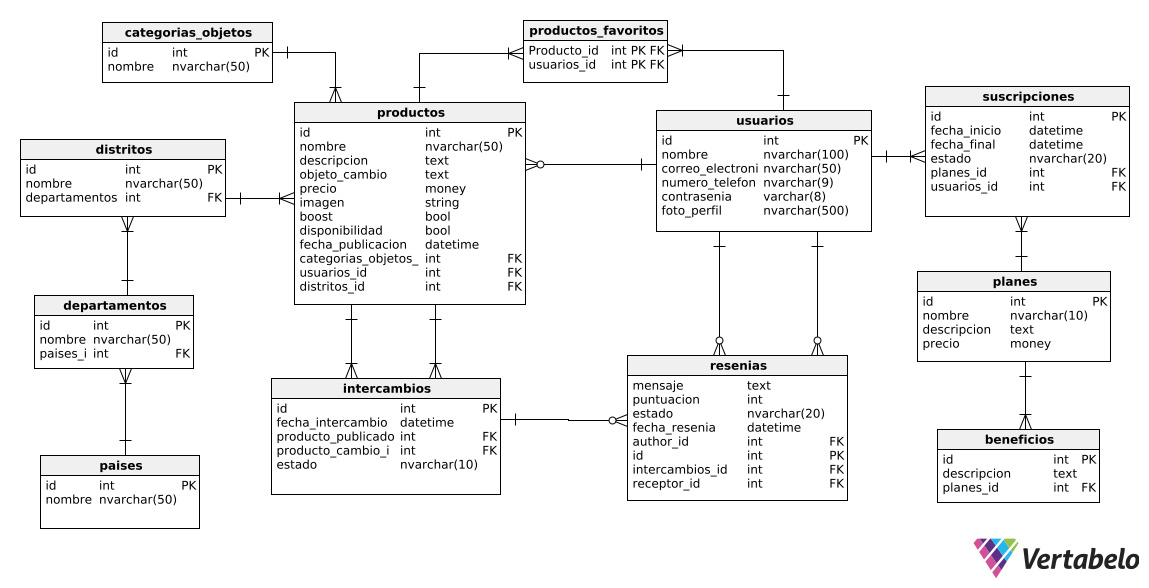 categorias_objetos
id int PK
nombre nvarchar(50)
productos_favoritos
Producto_id int PK FK
usuarios_id int PK FK
productos
id int PK
nombre nvarchar(50)
descripcion text
objeto_cambio text
precio money
imagen string
boost bool
disponibilidad bool
fecha_publicacion datetime
categorias_objetos_ int FK
usuarios_id int FK
distritos_id int FK
usuarios
id int PK
nombre nvarchar(100)
correo_electroni nvarchar(50)
numero_telefon nvarchar(9)
contrasenia varchar(8)
foto_perfil nvarchar(500)
suscripciones
id int PK
fecha_inicio datetime
fecha_final datetime
estado nvarchar(20)
planes_id int FK
usuarios_id int FK
distritos
id int PK
nombre nvarchar(50)
departamentos int FK
departamentos
id int PK
nombre nvarchar(50)
paises_i int FK
paises
id int PK
nombre nvarchar(50)
intercambios
id int PK
fecha_intercambio datetime
producto_publicado int FK
producto_cambio_i int FK
estado nvarchar(10)
resenias
mensaje text
puntuacion int
estado nvarchar(20)
fecha_resenia datetime
author_id int FK
id int PK
intercambios_id int FK
receptor_id int FK
planes
id int PK
nombre nvarchar(10)
descripcion text
precio money
beneficios
id int PK
descripcion text
planes_id int FK
Vertabelo